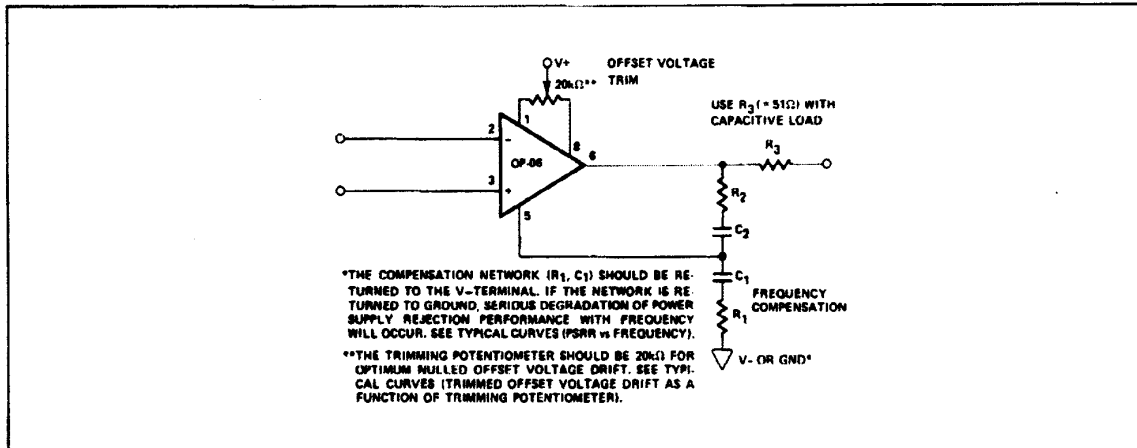 V+ OFFSET VOLTAGE
20kΩ** TRIM
USE R3 (≈ 51Ω) WITH
CAPACITIVE LOAD
R3
1
2
−
8
6
OP-06
3
+
5
R2
C2
C1
R1
FREQUENCY
COMPENSATION
V- OR GND*
*THE COMPENSATION NETWORK (R1, C1) SHOULD BE RE-
TURNED TO THE V–TERMINAL. IF THE NETWORK IS RE-
TURNED TO GROUND, SERIOUS DEGRADATION OF POWER
SUPPLY REJECTION PERFORMANCE WITH FREQUENCY
WILL OCCUR. SEE TYPICAL CURVES (PSRR vs FREQUENCY).
**THE TRIMMING POTENTIOMETER SHOULD BE 20kΩ FOR
OPTIMUM NULLED OFFSET VOLTAGE DRIFT. SEE TYPI-
CAL CURVES (TRIMMED OFFSET VOLTAGE DRIFT AS A
FUNCTION OF TRIMMING POTENTIOMETER).